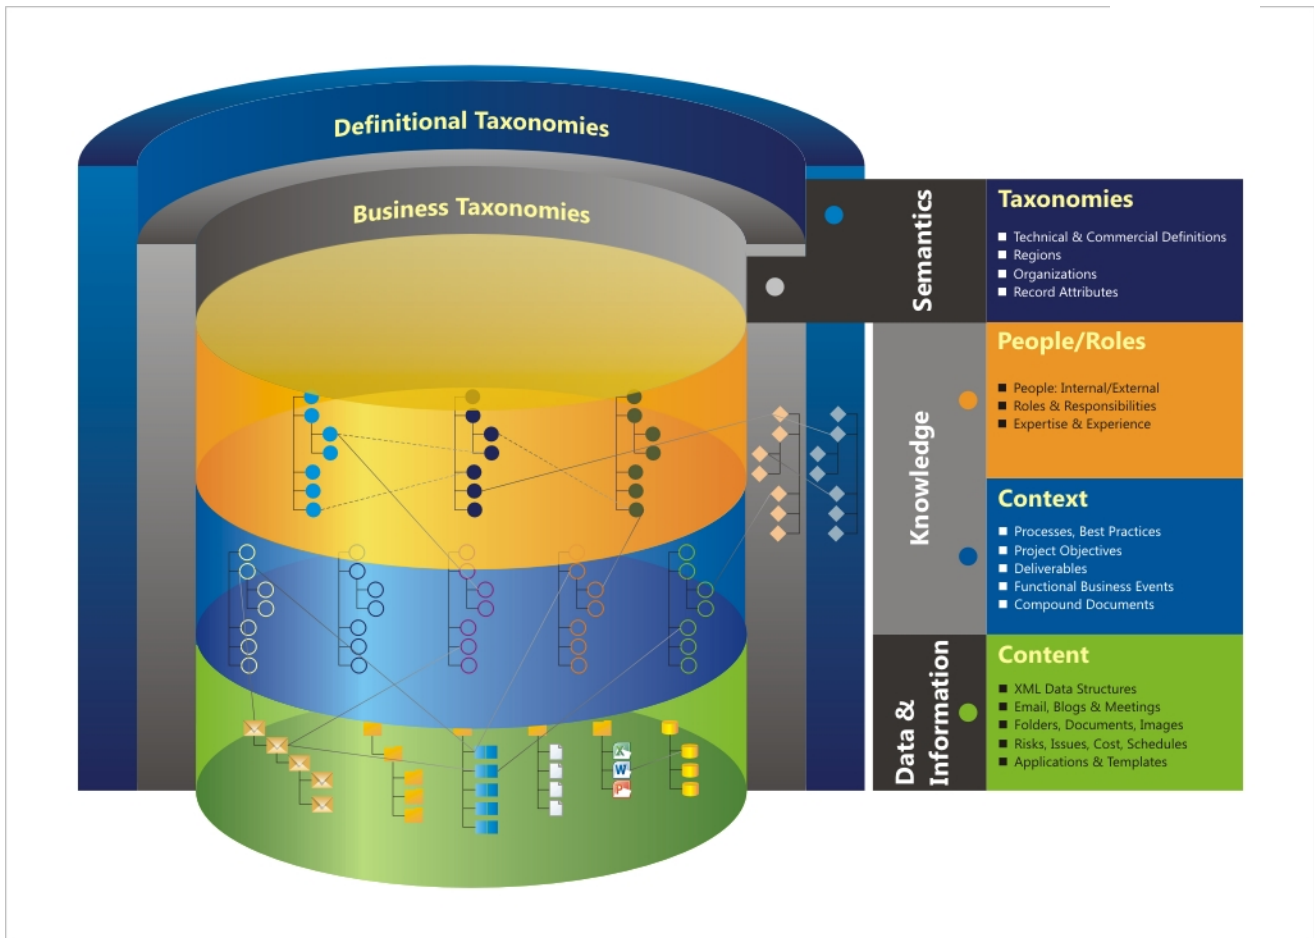 Definitional Taxonomies
Business Taxonomies
Semantics
Taxonomies
Technical & Commercial Definitions
Regions
Organizations
Record Attributes
Knowledge
People/Roles
People: Internal/External
Roles & Responsibilities
Expertise & Experience
Context
Processes, Best Practices
Project Objectives
Deliverables
Functional Business Events
Compound Documents
Data &
Information
Content
XML Data Structures
Email, Blogs & Meetings
Folders, Documents, Images
Risks, Issues, Cost, Schedules
Applications & Templates
X
W
P